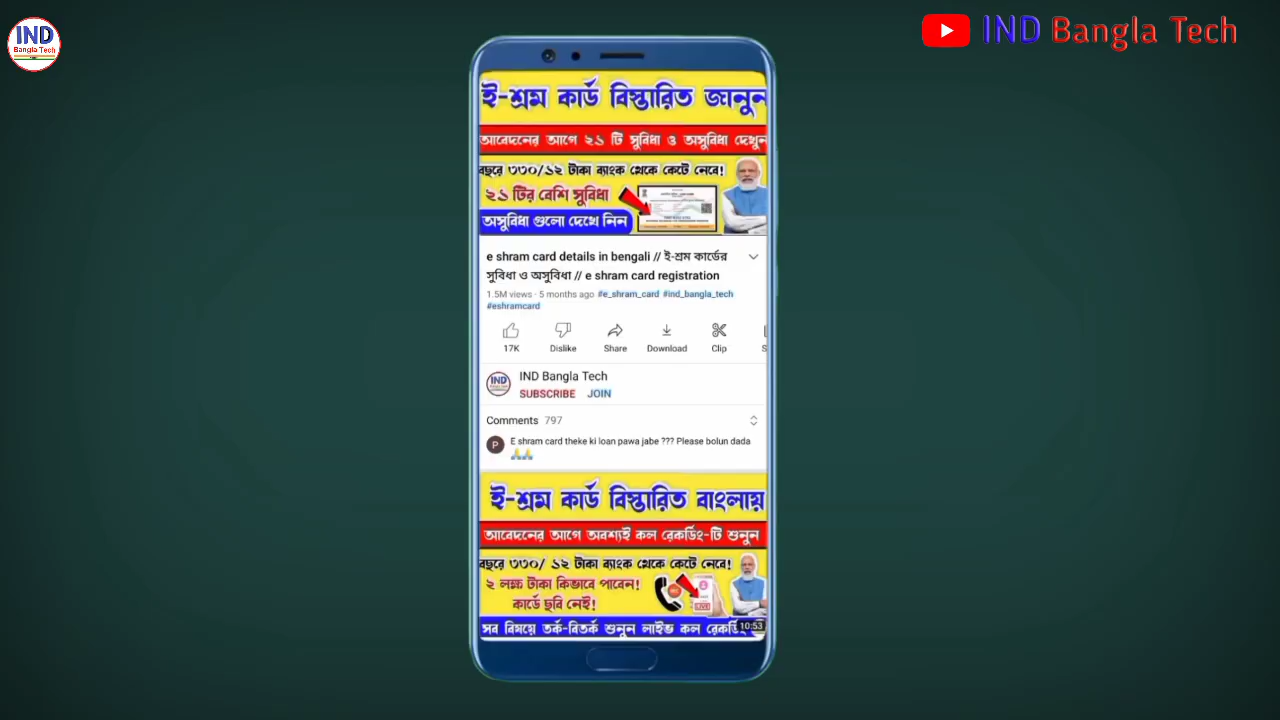 IND
Bangla Tech
IND Bangla Tech
ই-শ্রম কার্ড বিস্তারিত জানুন
আবেদনের আগে ২১ টি সুবিধা ও অসুবিধা দেখুন
বছরে ৩৩০/১২ টাকা ব্যাংক থেকে কেটে নেবে!
২১ টির বেশি সুবিধা
অসুবিধা গুলো দেখে নিন
e shram card details in bengali // ই-শ্রম কার্ডের
সুবিধা ও অসুবিধা // e shram card registration
1.5M views · 5 months ago #e_shram_card #ind_bangla_tech
#eshramcard
17K Dislike Share Download Clip S
IND
IND Bangla Tech
SUBSCRIBE JOIN
Comments 797
P
E shram card theke ki loan pawa jabe ??? Please bolun dada
🙏🙏
ই-শ্রম কার্ড বিস্তারিত বাংলায়
আবেদনের আগে অবশ্যই কল রেকর্ডিং-টি শুনুন
বছরে ৩৩০/ ১২ টাকা ব্যাংক থেকে কেটে নেবে!
২ লক্ষ টাকা কিভাবে পাবেন!
কার্ডে ছবি নেই!
LIVE
সব বিষয়ে তর্ক-বিতর্ক শুনুন লাইভ কল রেকর্ডিং
10:53